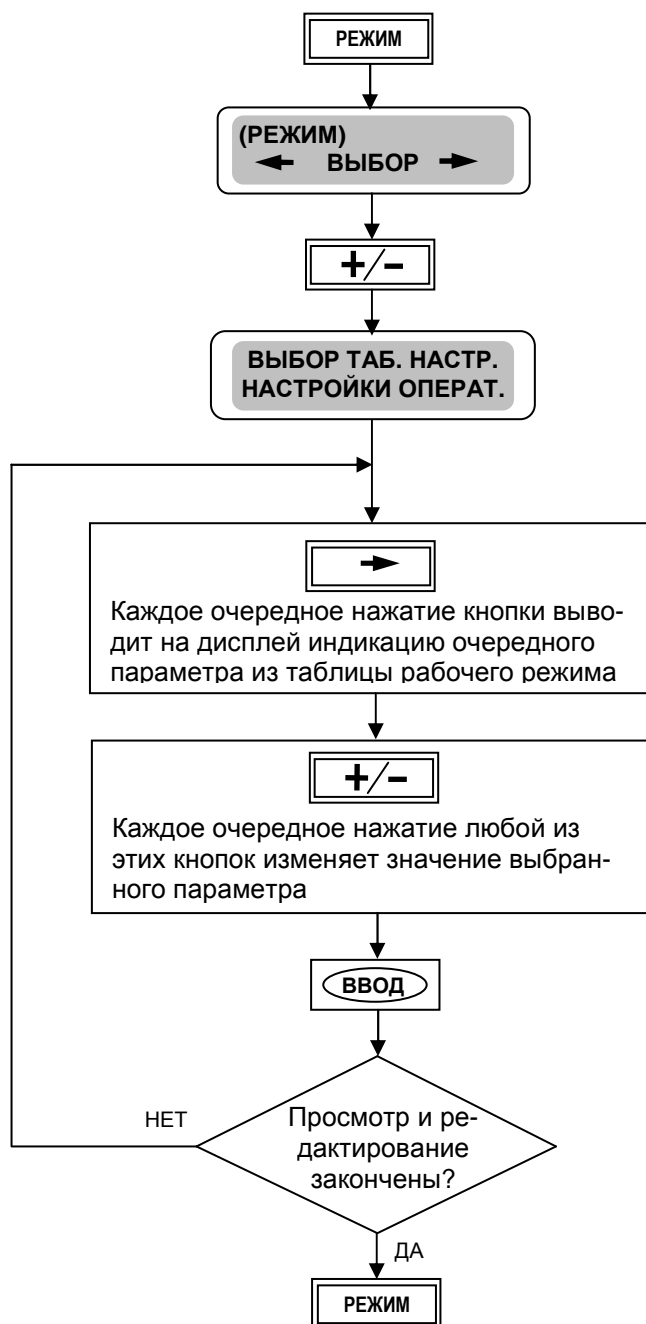 РЕЖИМ
(РЕЖИМ)
← ВЫБОР →
+/−
ВЫБОР ТАБ. НАСТР.
НАСТРОЙКИ ОПЕРАТ.
→
Каждое очередное нажатие кнопки выво-
дит на дисплей индикацию очередного
параметра из таблицы рабочего режима
+/−
Каждое очередное нажатие любой из
этих кнопок изменяет значение выбран-
ного параметра
ВВОД
НЕТ
Просмотр и ре-
дактирование
закончены?
ДА
РЕЖИМ